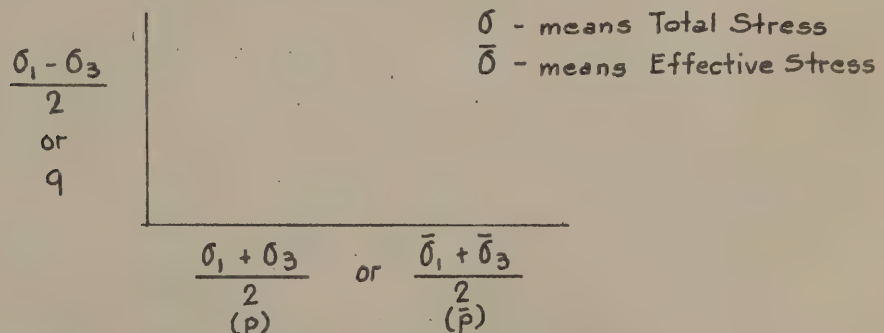 σ - means Total Stress
σ̄ - means Effective Stress
σ₁ - σ₃
2
or
q
σ₁ + σ₃ or σ̄₁ + σ̄₃
2 2
(p) (p̄)